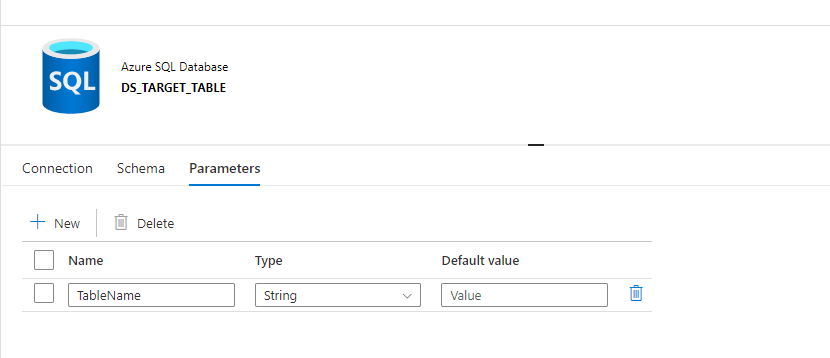 SQL
Azure SQL Database
DS_TARGET_TABLE
Connection Schema Parameters
New Delete
Name Type Default value
TableName String Value